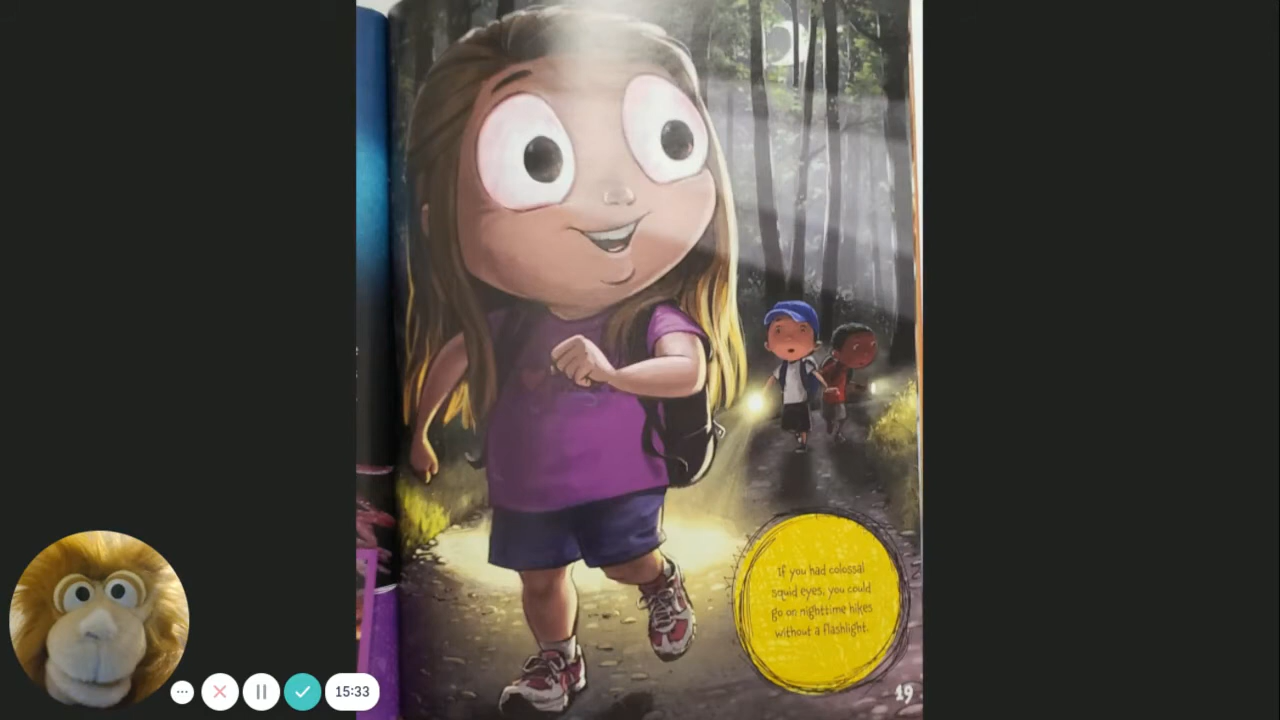 If you had colossal
squid eyes, you could
go on nighttime hikes
without a flashlight.
19
15:33